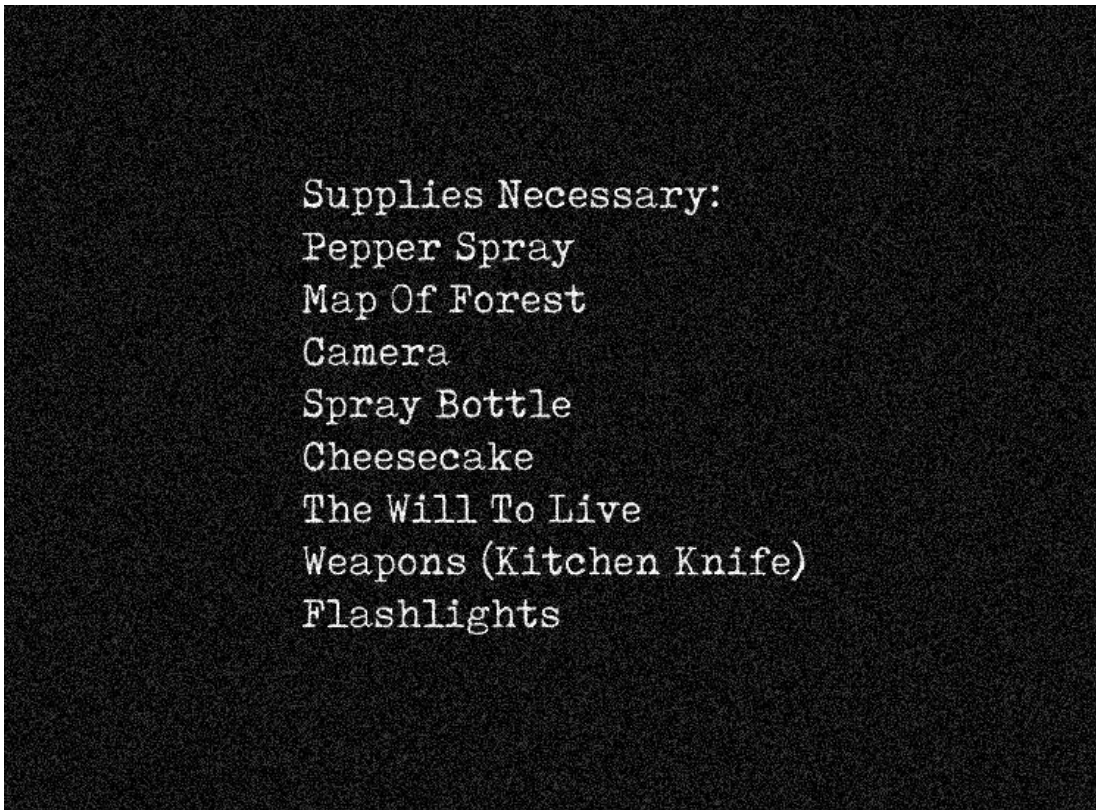 Supplies Necessary:
Pepper Spray
Map Of Forest
Camera
Spray Bottle
Cheesecake
The Will To Live
Weapons (Kitchen Knife)
Flashlights